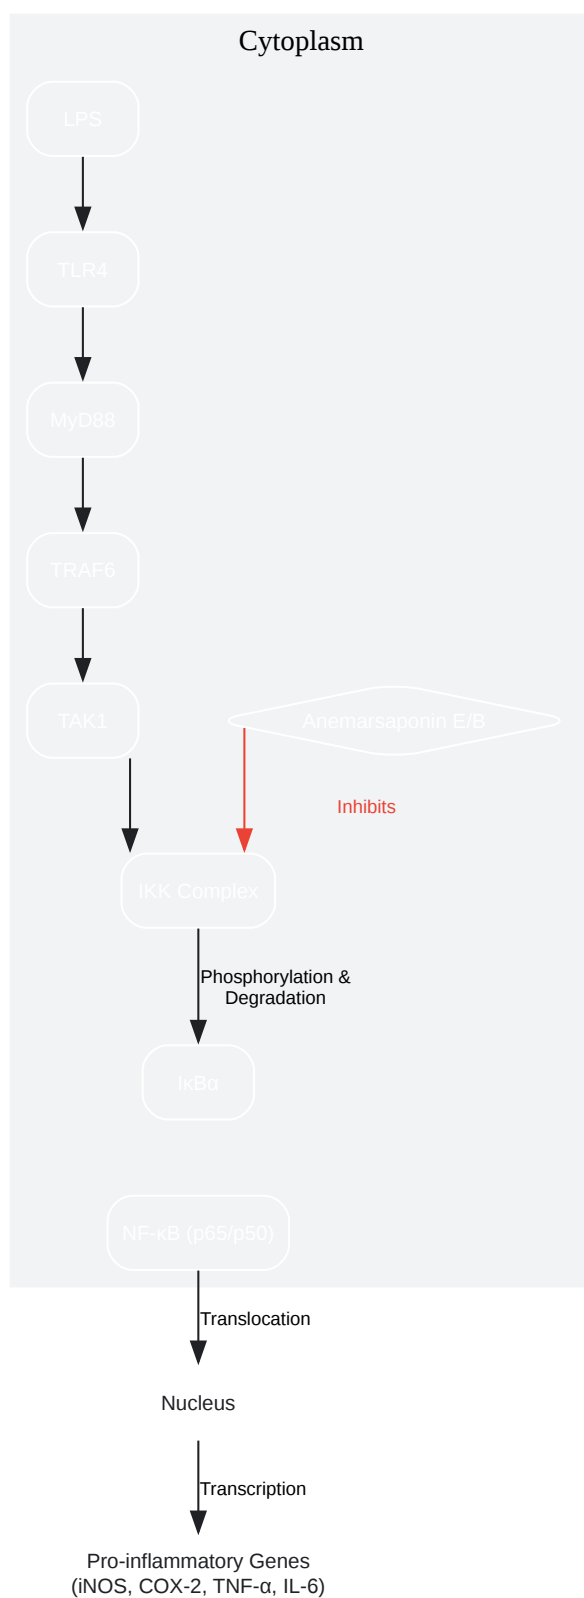 Cytoplasm
LPS
TLR4
MyD88
TRAF6
TAK1
Anemarsaponin E/B
Inhibits
IKK Complex
Phosphorylation &
Degradation
IκBα
NF-κB (p65/p50)
Translocation
Nucleus
Transcription
Pro-inflammatory Genes
(iNOS, COX-2, TNF-α, IL-6)